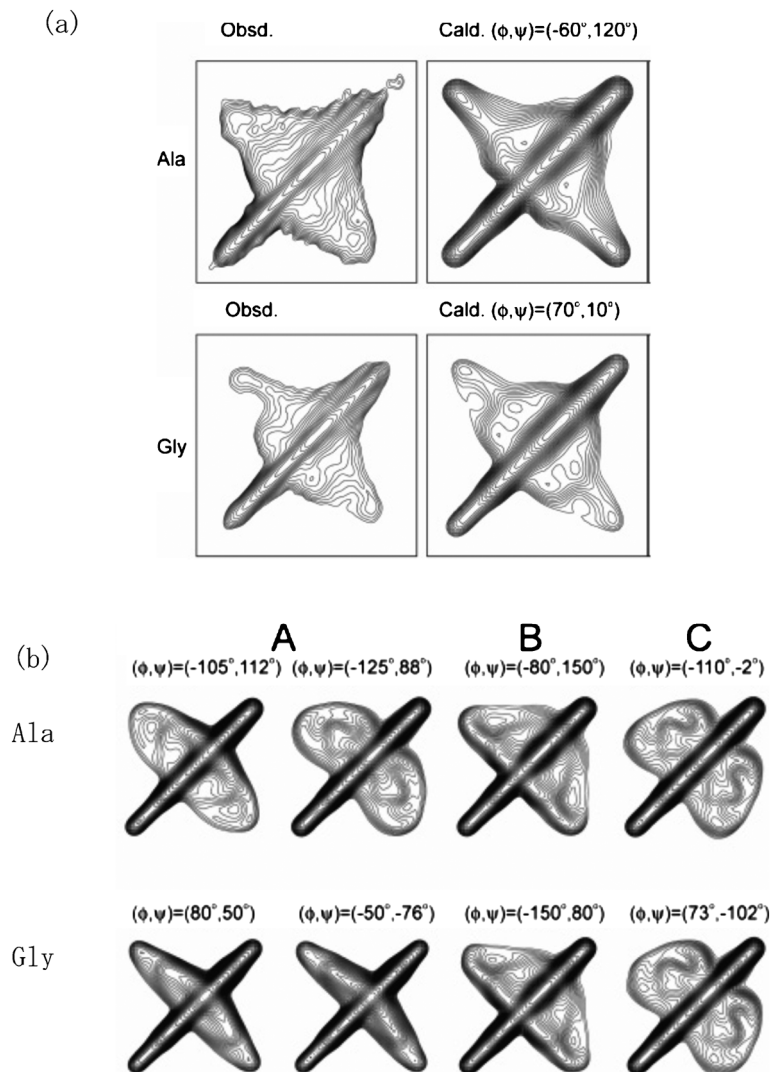 (a)
Obsd. Cald. (ϕ,ψ)=(-60°,120°)
Ala
Obsd. Cald. (ϕ,ψ)=(70°,10°)
Gly
A B C
(b) (ϕ,ψ)=(-105°,112°) (ϕ,ψ)=(-125°,88°) (ϕ,ψ)=(-80°,150°) (ϕ,ψ)=(-110°,-2°)
Ala
(ϕ,ψ)=(80°,50°) (ϕ,ψ)=(-50°,-76°) (ϕ,ψ)=(-150°,80°) (ϕ,ψ)=(73°,-102°)
Gly